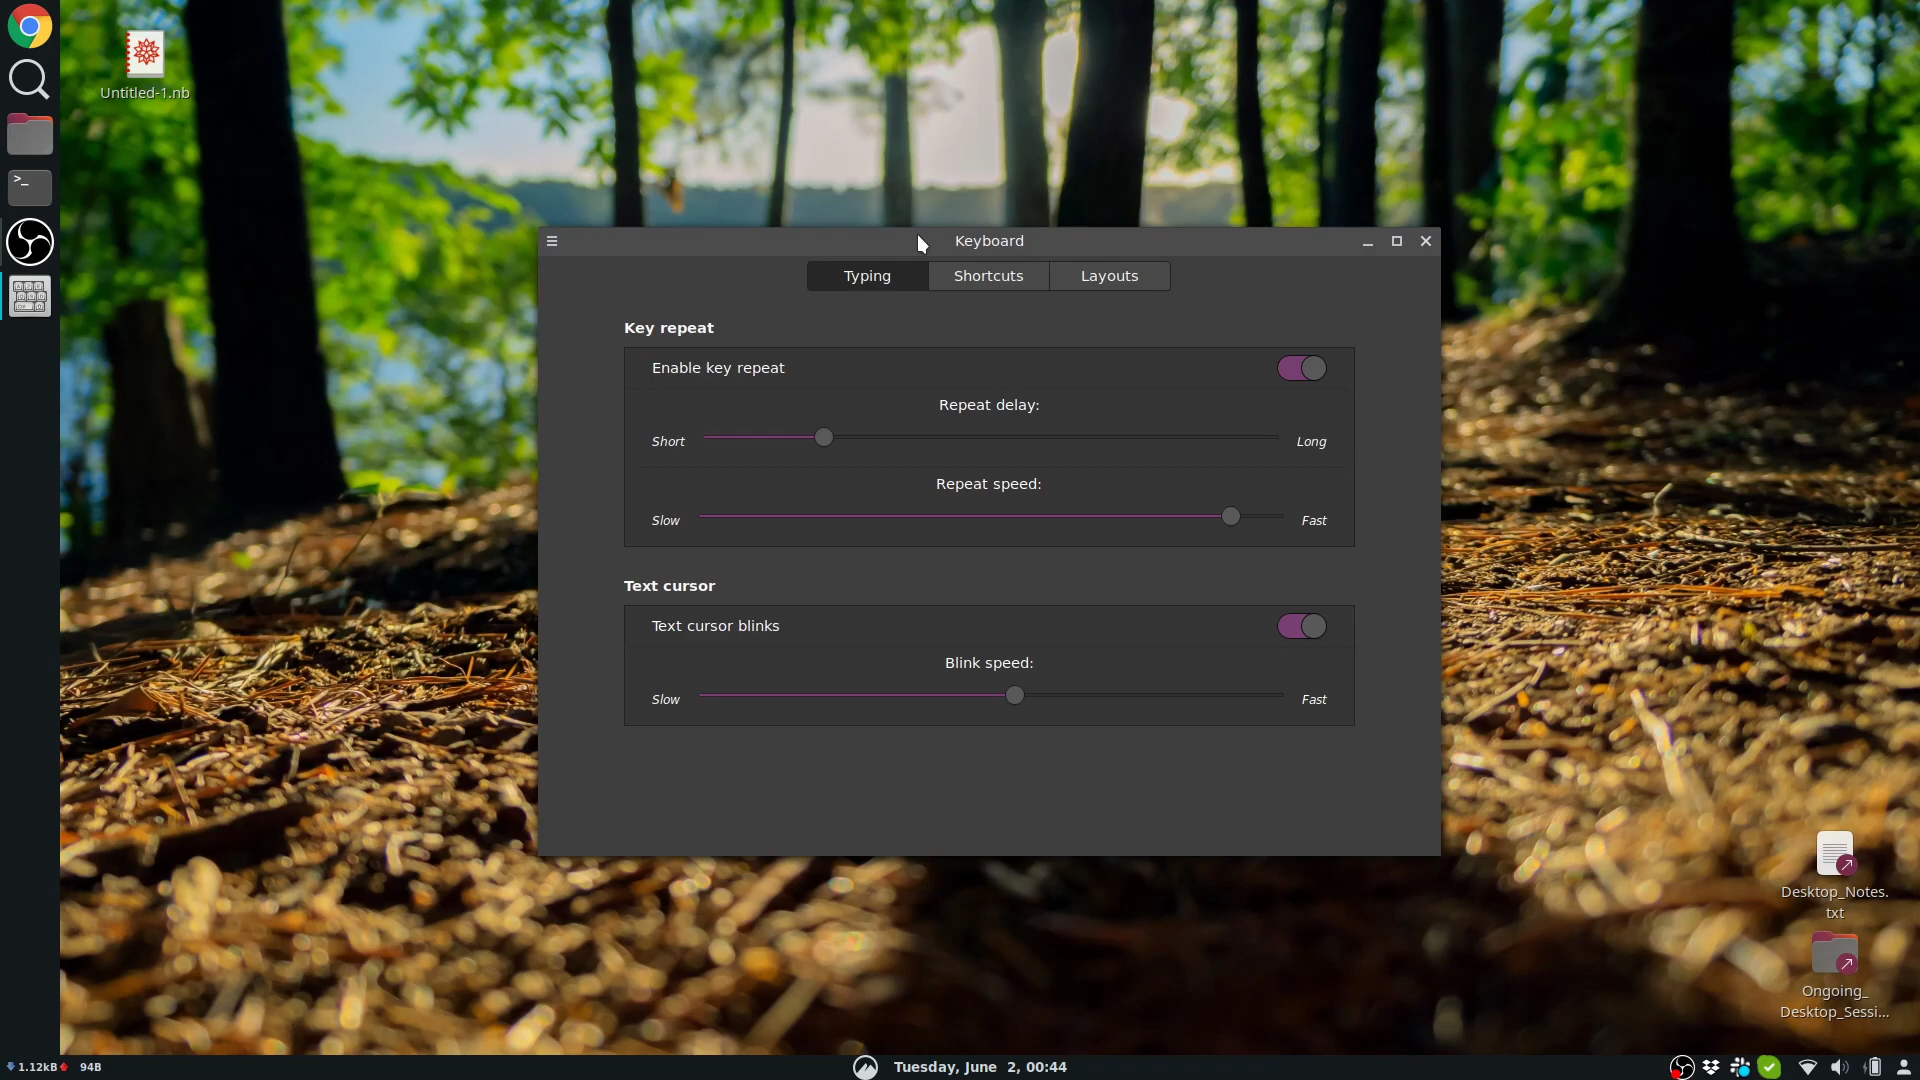 Untitled-1.nb
>_
Keyboard
Typing
Shortcuts
Layouts
Key repeat
Enable key repeat
Repeat delay:
Short
Long
Repeat speed:
Slow
Fast
Text cursor
Text cursor blinks
Blink speed:
Slow
Fast
Desktop_Notes.
txt
Ongoing_
Desktop_Sessi...
1.12kB
94B
Tuesday, June 2, 00:44